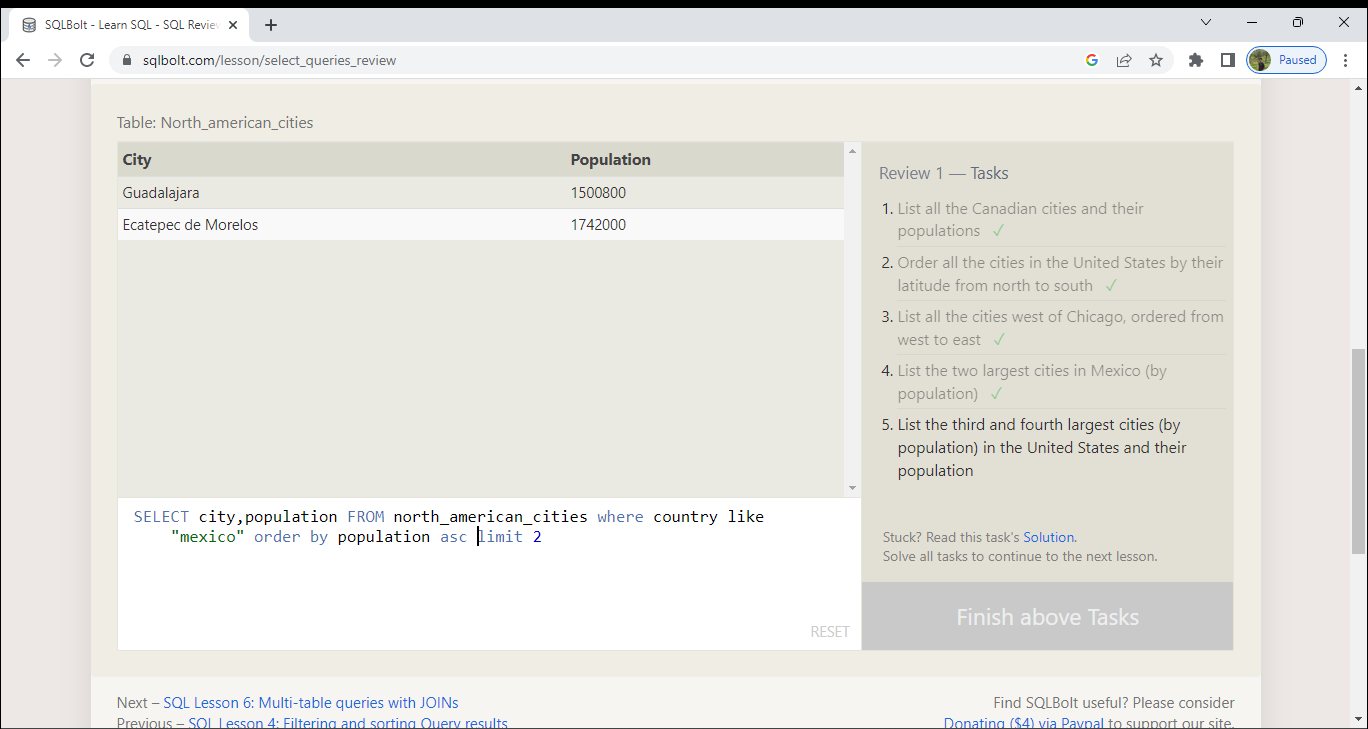 SQLBolt - Learn SQL - SQL Revie
sqlbolt.com/lesson/select_queries_review
Paused
Table: North_american_cities
City Population
Guadalajara 1500800
Ecatepec de Morelos 1742000
SELECT city,population FROM north_american_cities where country like
"mexico" order by population asc limit 2
RESET
Review 1 — Tasks
1. List all the Canadian cities and their
populations ✓
2. Order all the cities in the United States by their
latitude from north to south ✓
3. List all the cities west of Chicago, ordered from
west to east ✓
4. List the two largest cities in Mexico (by
population) ✓
5. List the third and fourth largest cities (by
population) in the United States and their
population
Stuck? Read this task's Solution.
Solve all tasks to continue to the next lesson.
Finish above Tasks
Next – SQL Lesson 6: Multi-table queries with JOINs
Previous – SQL Lesson 4: Filtering and sorting Query results
Find SQLBolt useful? Please consider
Donating ($4) via Paypal to support our site.